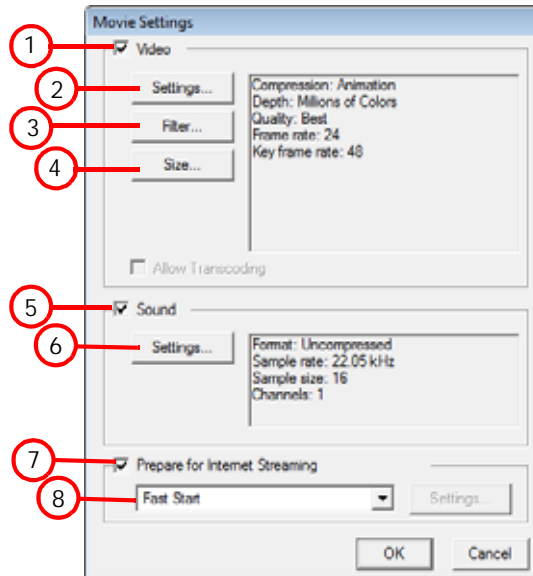 Movie Settings
1 Video
2 Settings... Compression: Animation
Depth: Millions of Colors
3 Filter... Quality: Best
Frame rate: 24
4 Size... Key frame rate: 48
Allow Transcoding
5 Sound
6 Settings... Format: Uncompressed
Sample rate: 22.05 kHz
Sample size: 16
Channels: 1
7 Prepare for Internet Streaming
8 Fast Start Settings...
OK Cancel